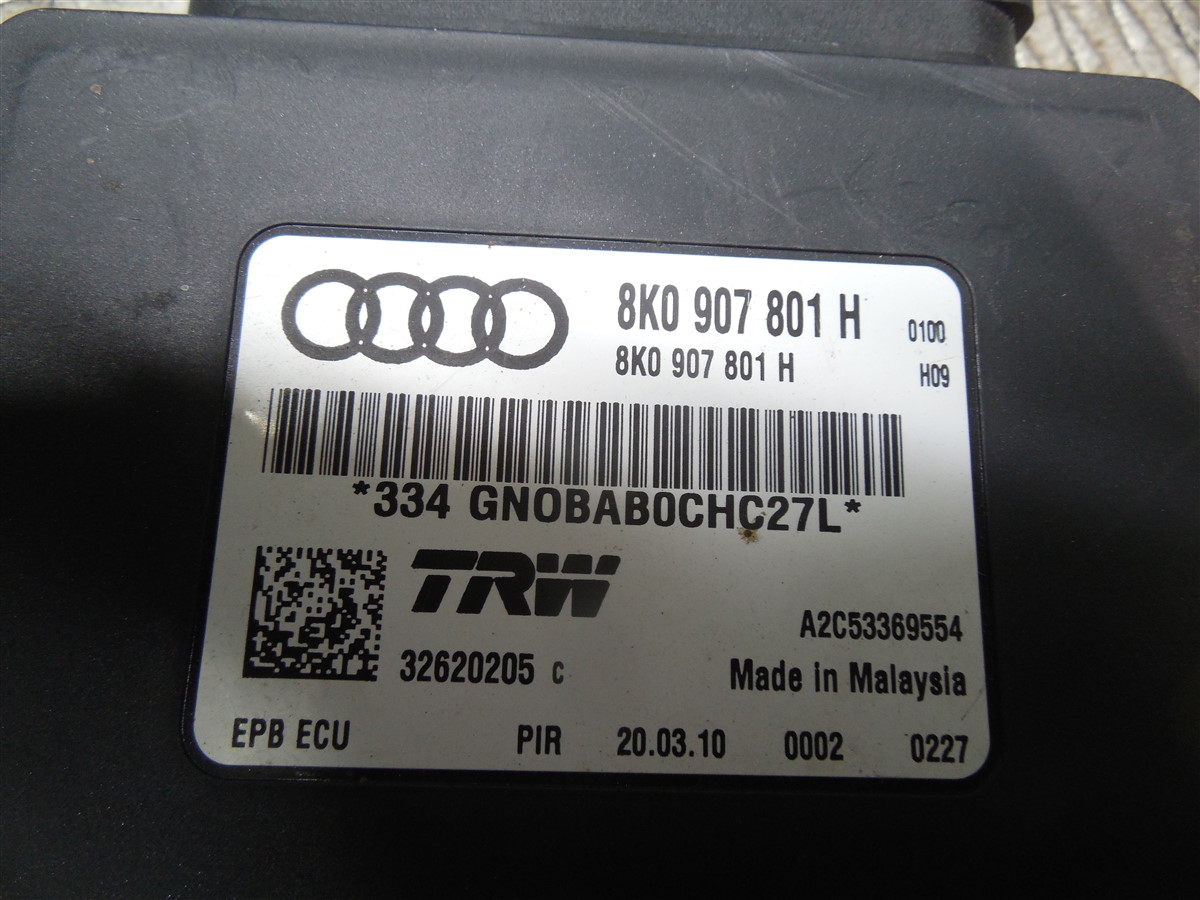 8K0 907 801 H 0100
8K0 907 801 H H09
*334 GNOBAB0CHC27L*
TRW
A2C53369554
32620205 C Made in Malaysia
EPB ECU PIR 20.03.10 0002 0227